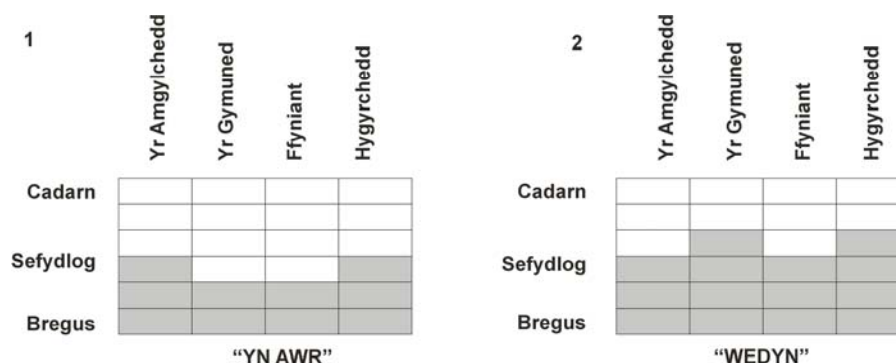 1
Yr Amgylchedd
Yr Gymuned
Ffyniant
Hygyrchedd
Cadarn
Sefydlog
Bregus
“YN AWR”
2
Yr Amgylchedd
Yr Gymuned
Ffyniant
Hygyrchedd
Cadarn
Sefydlog
Bregus
“WEDYN”